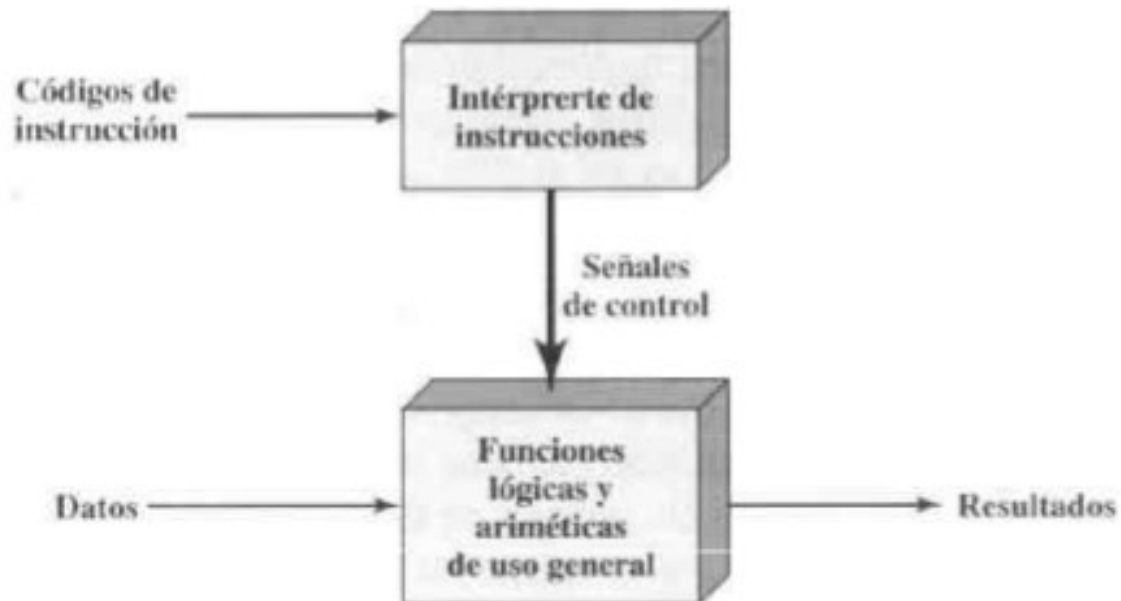 Códigos de
instrucción
Intérprerte de
instrucciones
Señales
de control
Datos
Funciones
lógicas y
ariméticas
de uso general
Resultados